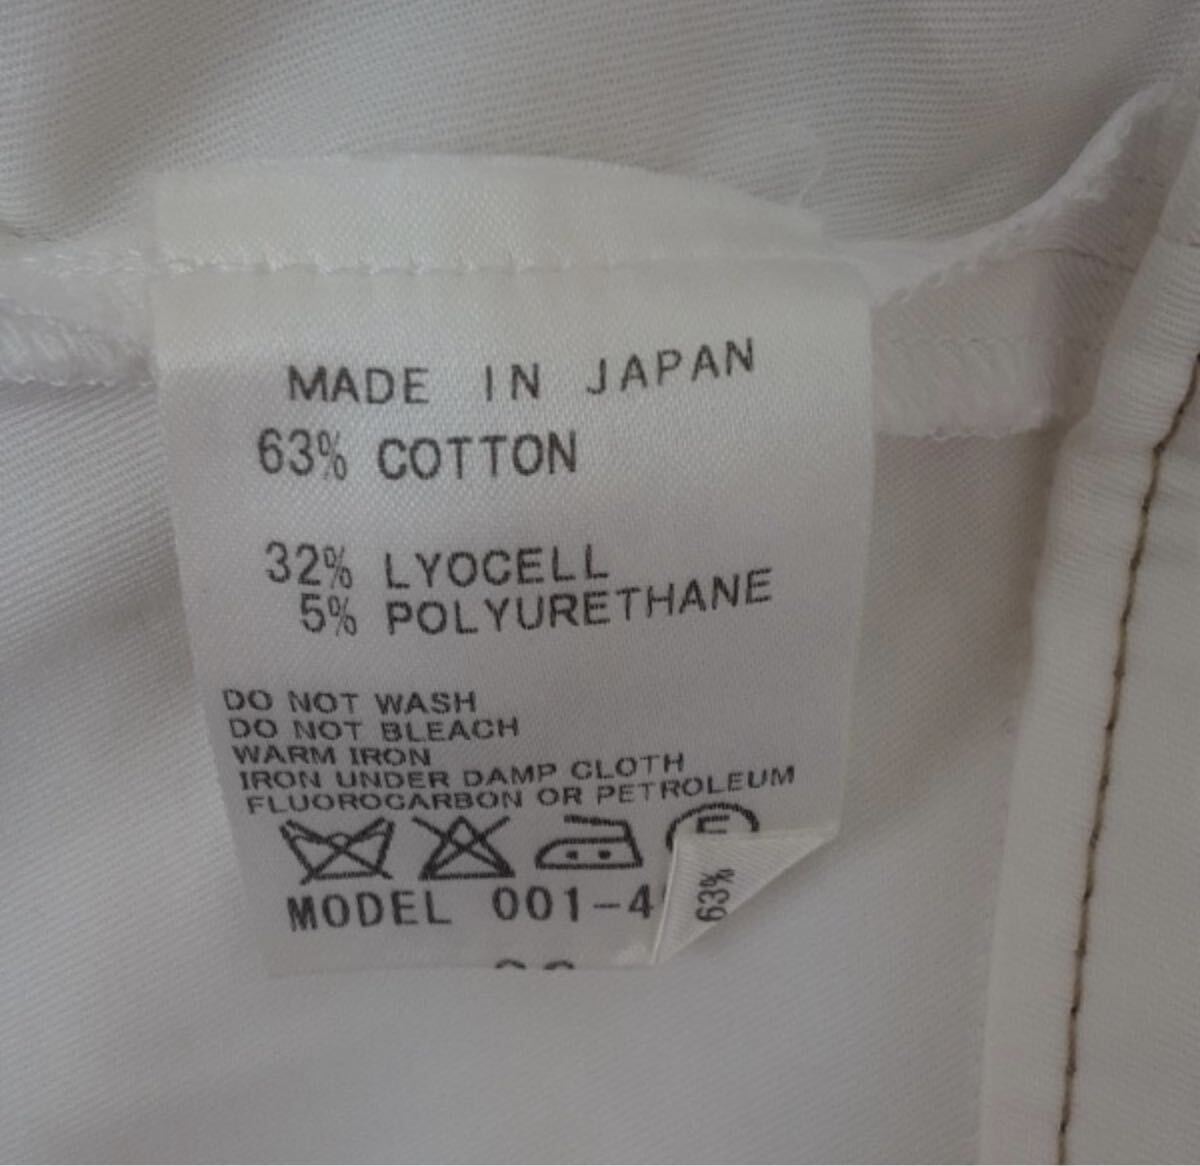 MADE IN JAPAN
63% COTTON
32% LYOCELL
5% POLYURETHANE
DO NOT WASH
DO NOT BLEACH
WARM IRON
IRON UNDER DAMP CLOTH
FLUOROCARBON OR PETROLEUM
MODEL 001-4
63%